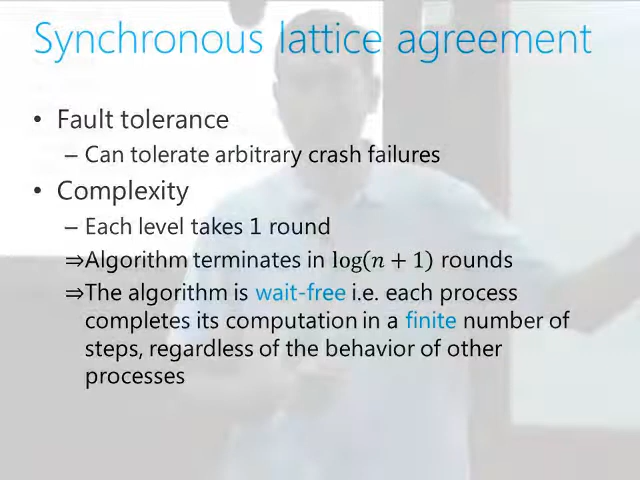 Synchronous lattice agreement
• Fault tolerance
– Can tolerate arbitrary crash failures
• Complexity
– Each level takes 1 round
⇒Algorithm terminates in log(n + 1) rounds
⇒The algorithm is wait-free i.e. each process
completes its computation in a finite number of
steps, regardless of the behavior of other
processes